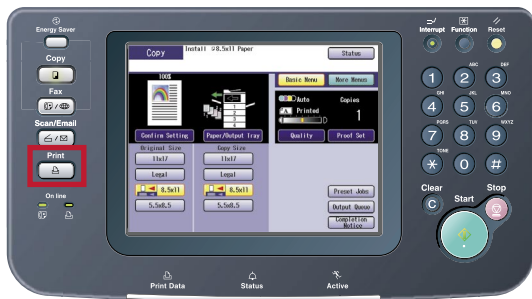 Energy Saver
Copy
Fax
Scan/Email
Print
On line
Copy
Install 8.5x11 Paper
Status
100%
Basic Menu
More Menus
Auto
Copies
Printed
1
Confirm Setting
Paper/Output Tray
Quality
Proof Set
Original Size
Copy Size
11x17
11x17
Legal
Legal
8.5x11
8.5x11
5.5x8.5
5.5x8.5
Preset Jobs
Output Queue
Completion
Notice
Print Data
Status
Active
Interrupt
Function
Reset
ABC
DEF
1
2
3
GHI
JKL
MNO
4
5
6
PQRS
TUV
WXYZ
7
8
9
TONE
*
0
#
Clear
C
Start
Stop